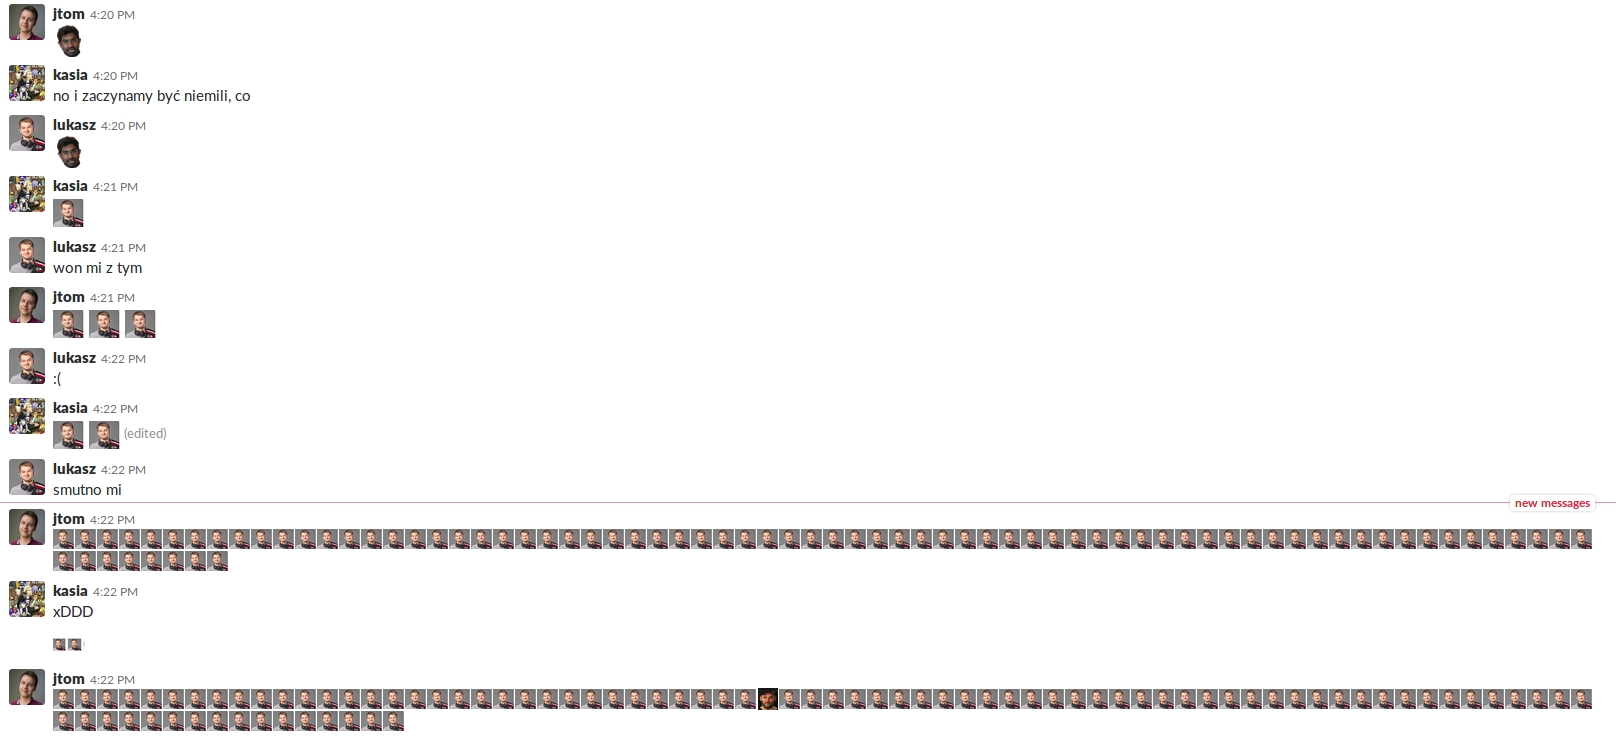 jtom 4:20 PM
kasia 4:20 PM
no i zaczynamy być niemili, co
lukasz 4:20 PM
kasia 4:21 PM
lukasz 4:21 PM
won mi z tym
jtom 4:21 PM
lukasz 4:22 PM
:(
kasia 4:22 PM
(edited)
lukasz 4:22 PM
smutno mi
new messages
jtom 4:22 PM
kasia 4:22 PM
xDDD
jtom 4:22 PM